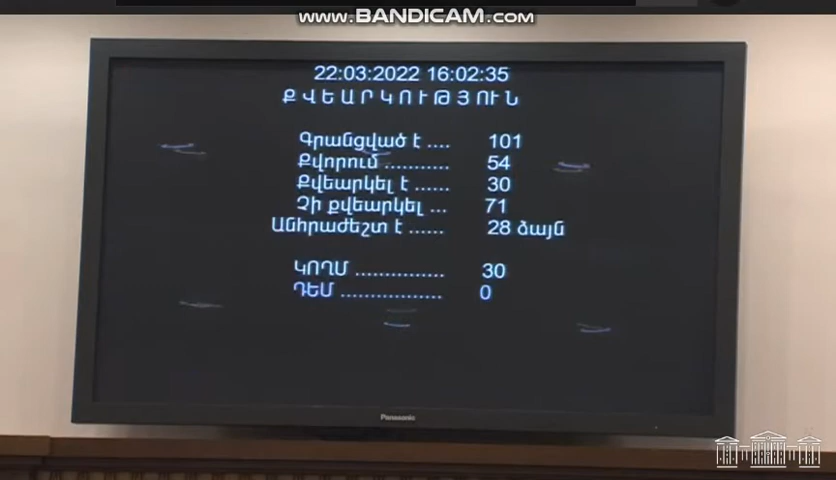 www.BANDICAM.com
22:03:2022 16:02:35
Ք Վ Ե Ա Ր Կ Ո Ւ Թ Յ ՈՒ Ն
Գրանցված է .... 101
Քվորում ........... 54
Քվեարկել է ...... 30
Չի քվեարկել ... 71
Անհրաժեշտ է ...... 28 ձայն
ԿՈՂՄ ............... 30
ԴԵՄ ................. 0
Panasonic